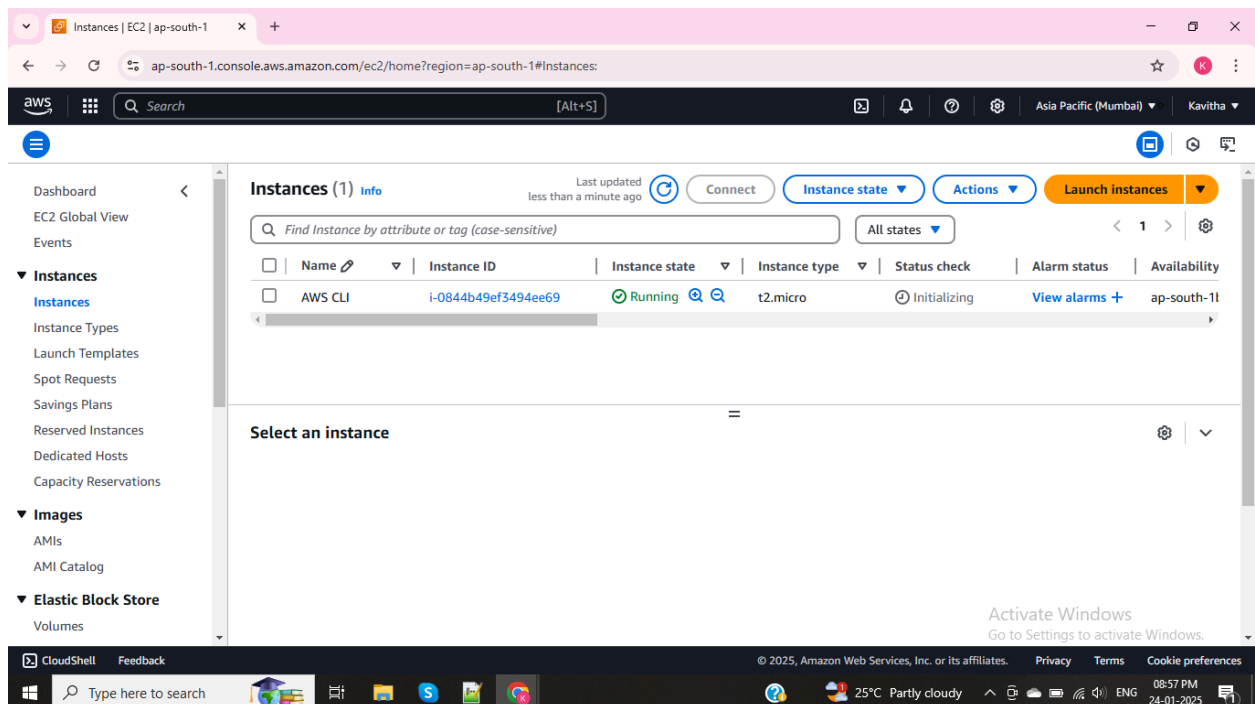 Instances | EC2 | ap-south-1
ap-south-1.console.aws.amazon.com/ec2/home?region=ap-south-1#Instances:
K
aws
Search [Alt+S]
Asia Pacific (Mumbai)
Kavitha
Dashboard
EC2 Global View
Events
Instances
Instances
Instance Types
Launch Templates
Spot Requests
Savings Plans
Reserved Instances
Dedicated Hosts
Capacity Reservations
Images
AMIs
AMI Catalog
Elastic Block Store
Volumes
Instances (1) Info
Last updated
less than a minute ago
Connect
Instance state
Actions
Launch instances
Find Instance by attribute or tag (case-sensitive)
All states
1
Name Instance ID Instance state Instance type Status check Alarm status Availability
AWS CLI i-0844b49ef3494ee69 Running t2.micro Initializing View alarms + ap-south-1b
Select an instance
Activate Windows
Go to Settings to activate Windows.
CloudShell Feedback © 2025, Amazon Web Services, Inc. or its affiliates. Privacy Terms Cookie preferences
Type here to search
25°C Partly cloudy
ENG
08:57 PM
24-01-2025